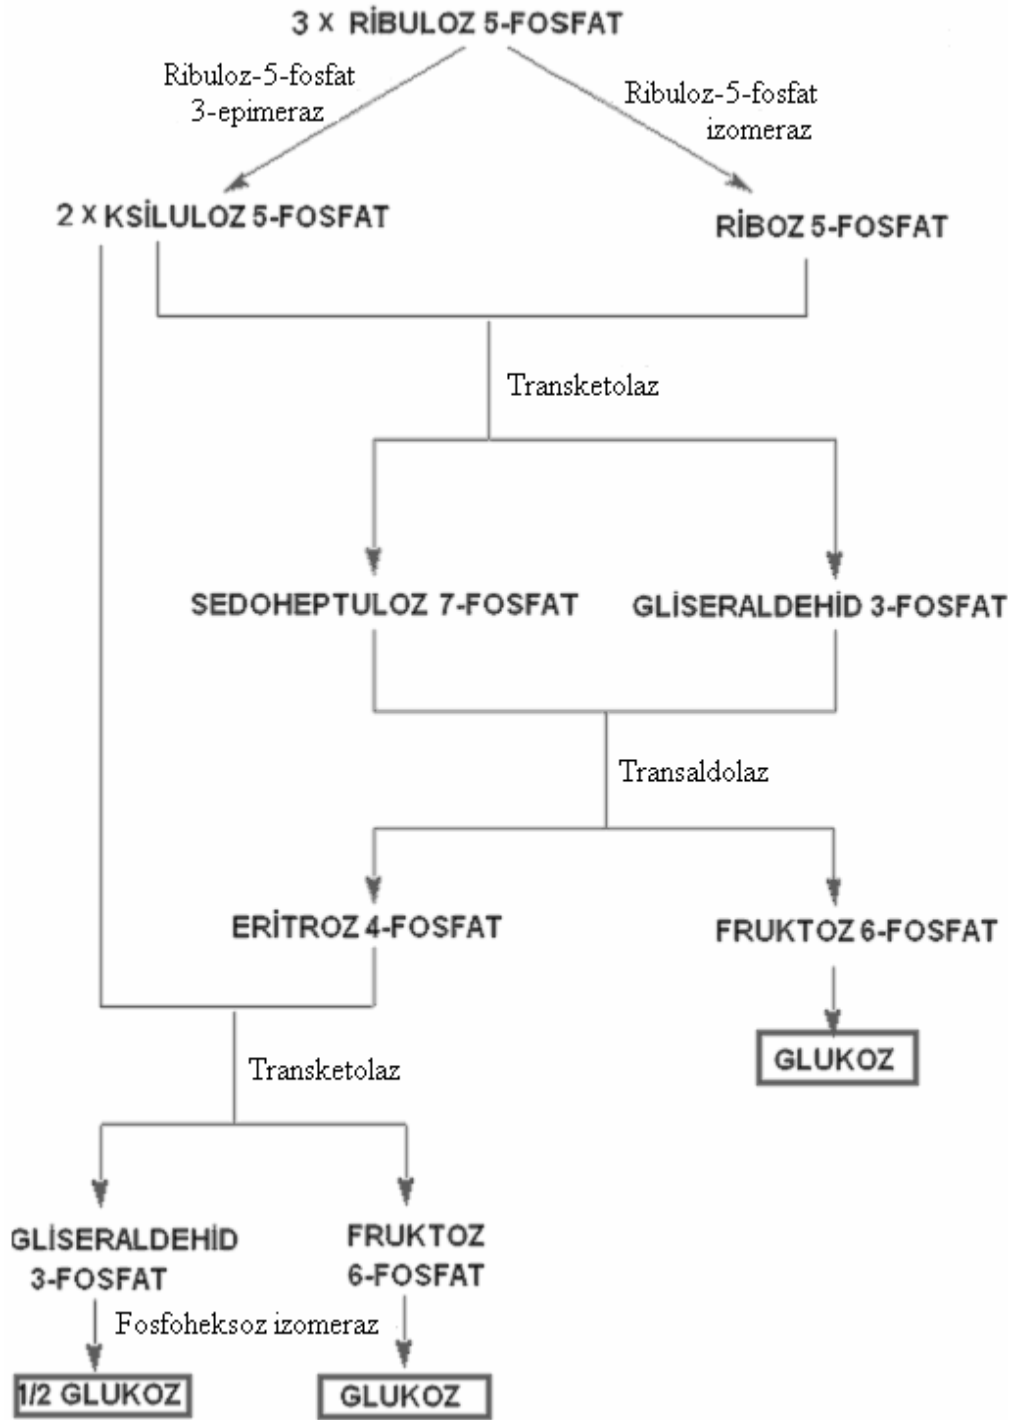 3 X RİBULOZ 5-FOSFAT
Ribuloz-5-fosfat
3-epimeraz
Ribuloz-5-fosfat
izomeraz
2 X KSİLULOZ 5-FOSFAT
RİBOZ 5-FOSFAT
Transketolaz
SEDOHEPTULOZ 7-FOSFAT
GLİSERALDEHİD 3-FOSFAT
Transaldolaz
ERİTROZ 4-FOSFAT
FRUKTOZ 6-FOSFAT
GLUKOZ
Transketolaz
GLİSERALDEHİD
3-FOSFAT
FRUKTOZ
6-FOSFAT
Fosfoheksoz izomeraz
1/2 GLUKOZ
GLUKOZ